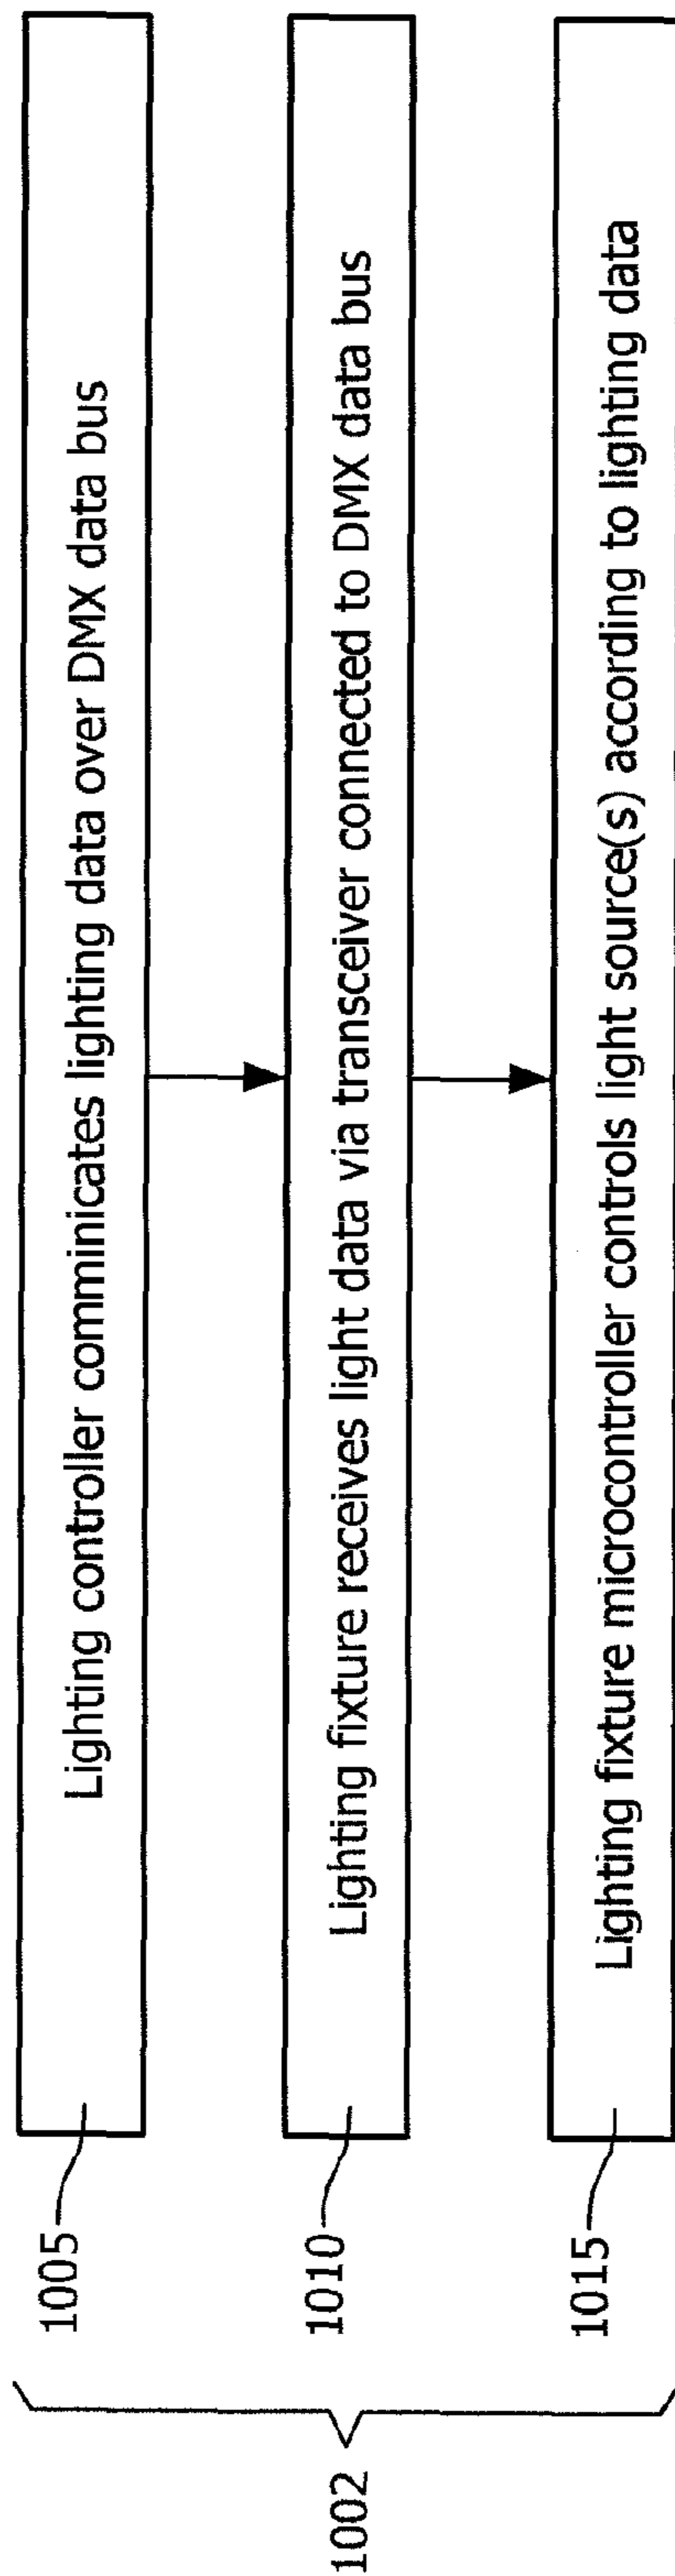 1002
1005
Lighting controller comminicates lighting data over DMX data bus
1010
Lighting fixture receives light data via transceiver connected to DMX data bus
1015
Lighting fixture microcontroller controls light source(s) according to lighting data